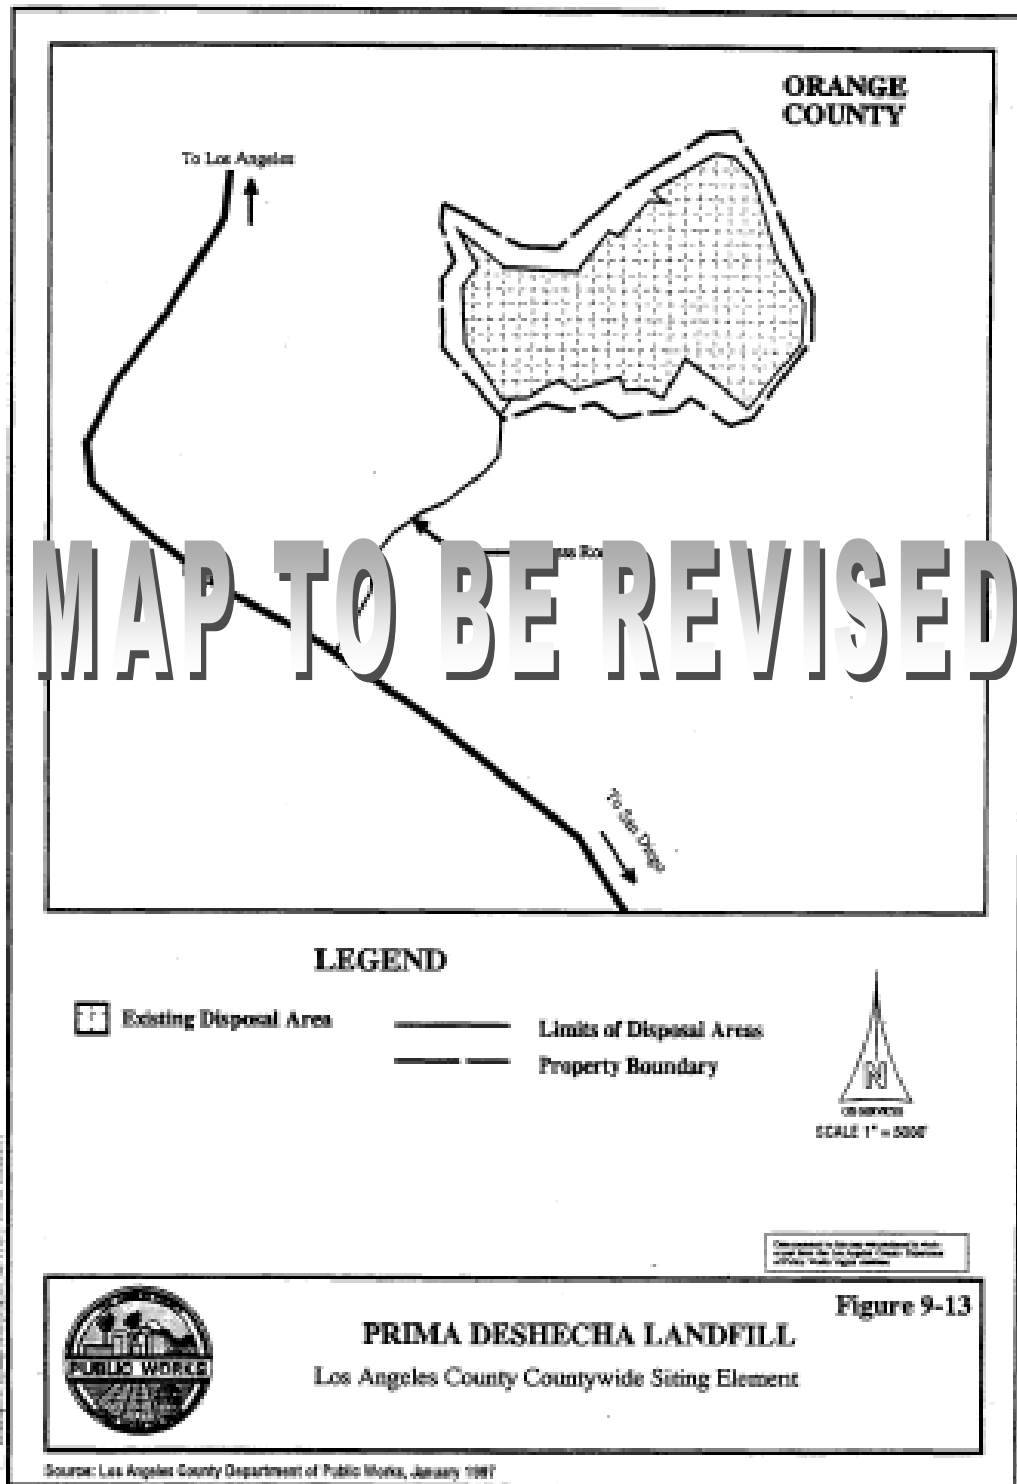 ORANGE
COUNTY
To Los Angeles
MAP TO BE REVISED
To San Diego
LEGEND
Existing Disposal Area
Limits of Disposal Areas
Property Boundary
N
SCALE 1" =
Figure 9-13
PUBLIC WORKS
PRIMA DESHECHA LANDFILL
Los Angeles County Countywide Siting Element
Source: Los Angeles County Department of Public Works, January 1997